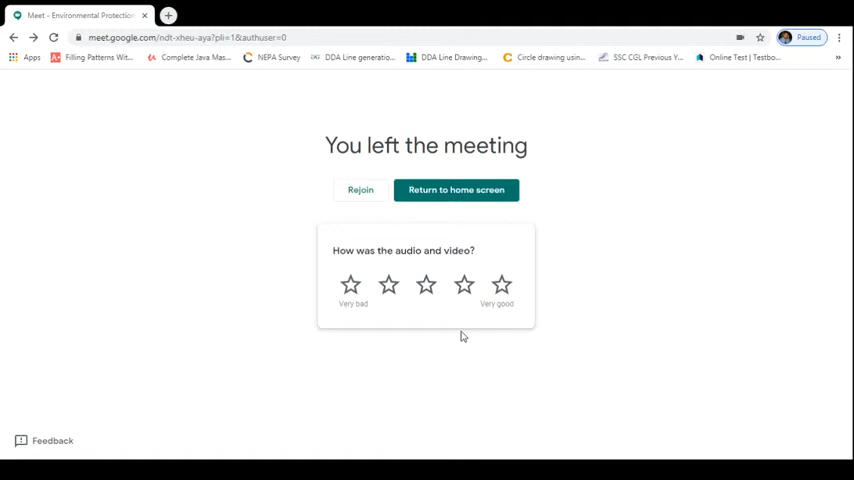 Meet - Environmental Protection
meet.google.com/ndt-xheu-aya?pli=1&authuser=0
Paused
Apps
Filling Patterns Wit...
Complete Java Mas...
NEPA Survey
DDA Line generatio...
DDA Line Drawing...
Circle drawing usin...
SSC CGL Previous Y...
Online Test | Testbo...
»
You left the meeting
Rejoin
Return to home screen
How was the audio and video?
Very bad
Very good
Feedback